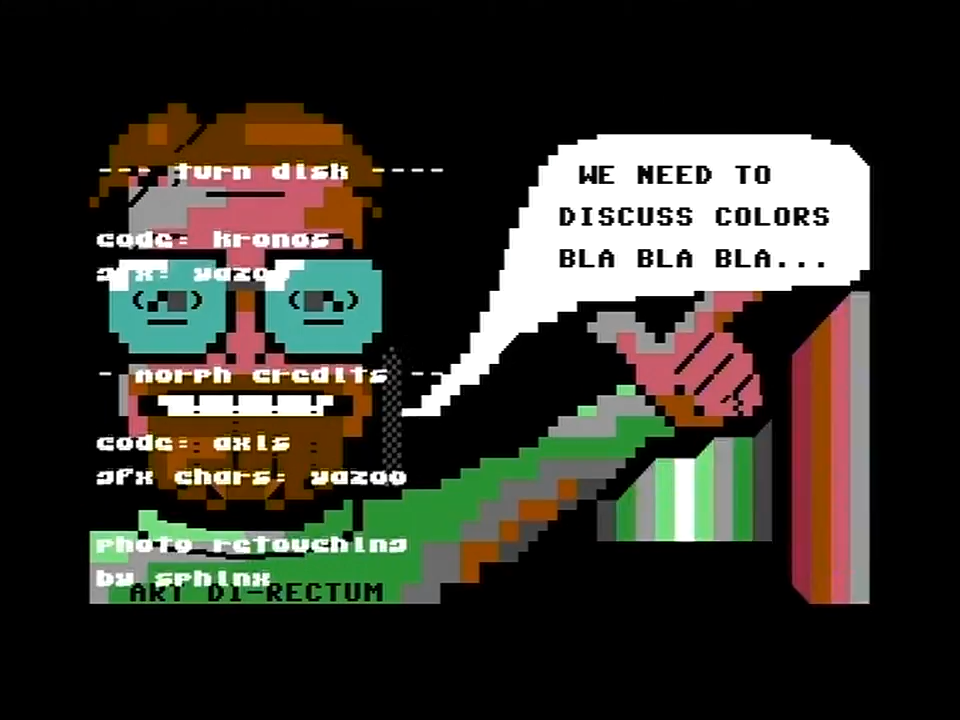 --- turn disk ----
code: kronos
gfx: yazoo
- morph credits --
code: axis
gfx chars: yazoo
photo retouching
by sphinx
ART DI-RECTUM
WE NEED TO
DISCUSS COLORS
BLA BLA BLA...